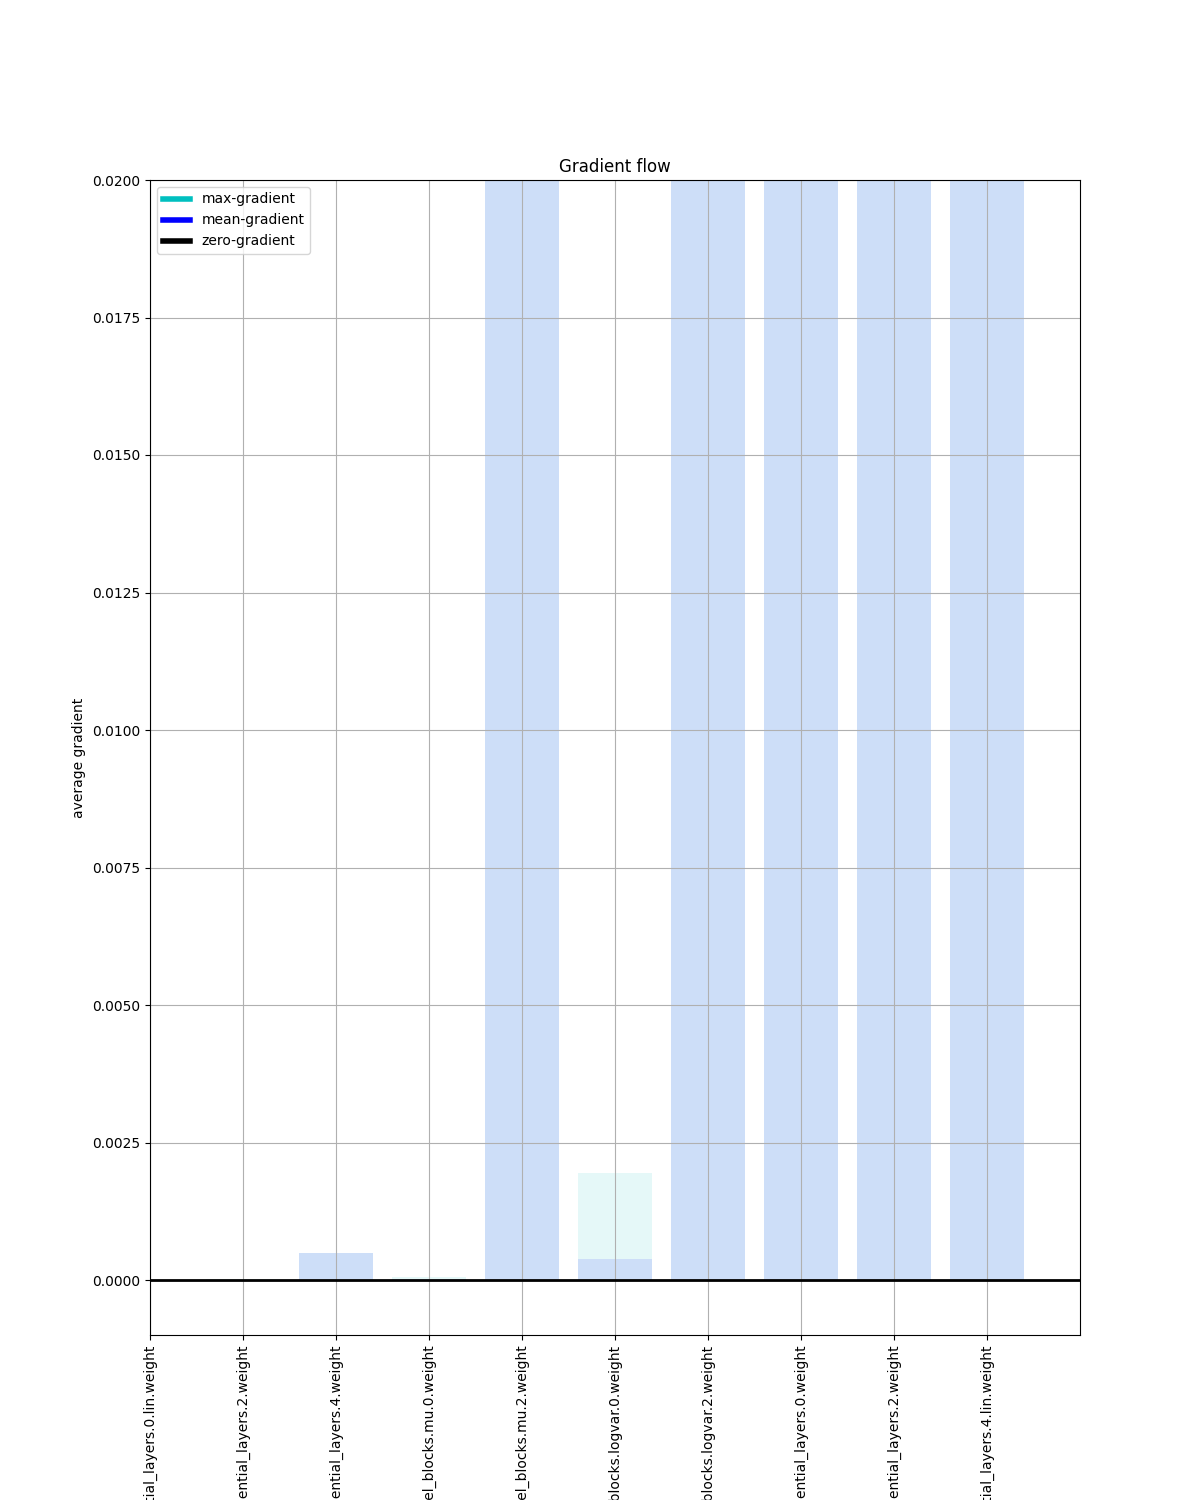 Gradient flow
max-gradient
mean-gradient
zero-gradient
average gradient
0.0200
0.0175
0.0150
0.0125
0.0100
0.0075
0.0050
0.0025
0.0000
tial_layers.0.lin.weight
ential_layers.2.weight
ential_layers.4.weight
el_blocks.mu.0.weight
el_blocks.mu.2.weight
blocks.logvar.0.weight
blocks.logvar.2.weight
ential_layers.0.weight
ential_layers.2.weight
tial_layers.4.lin.weight